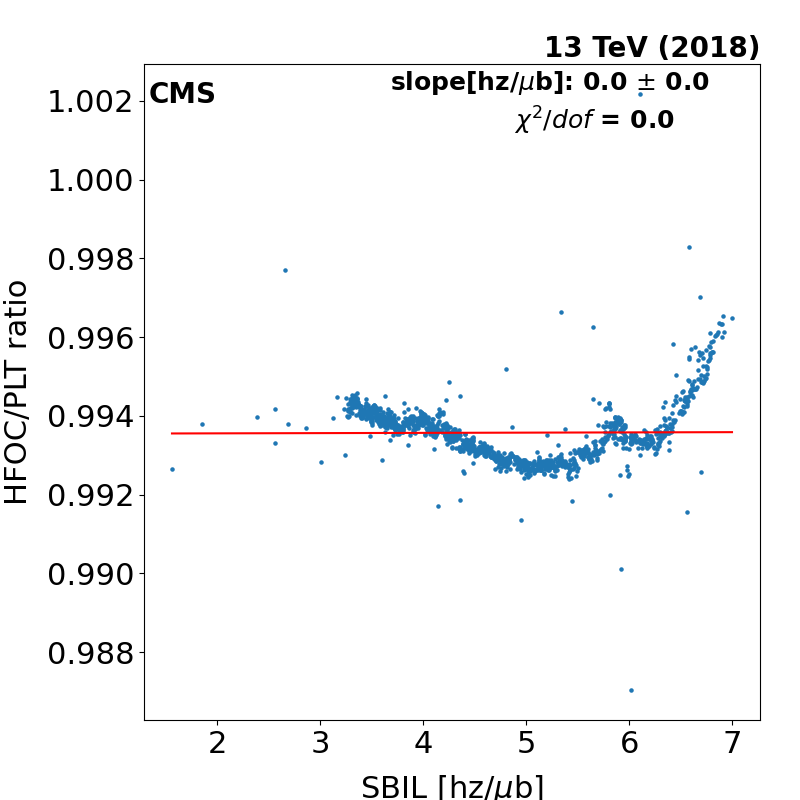 13 TeV (2018)
CMS
slope[hz/μb]: 0.0 ± 0.0
χ²/dof = 0.0
HFOC/PLT ratio
1.002
1.000
0.998
0.996
0.994
0.992
0.990
0.988
2 3 4 5 6 7
SBIL [hz/μb]